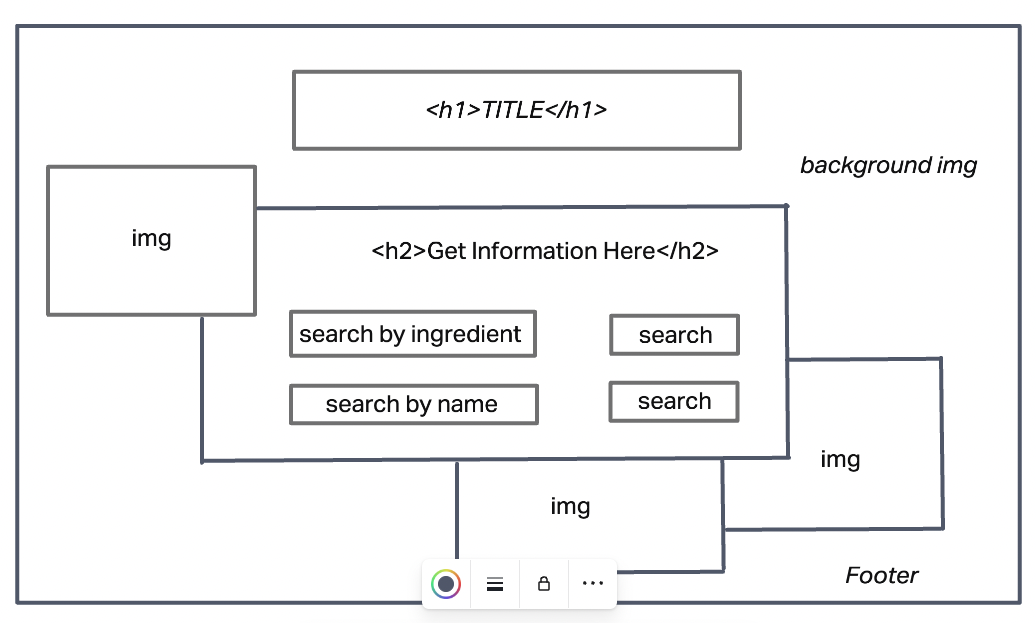 <h1>TITLE</h1>
background img
img
<h2>Get Information Here</h2>
search by ingredient
search
search by name
search
img
img
Footer